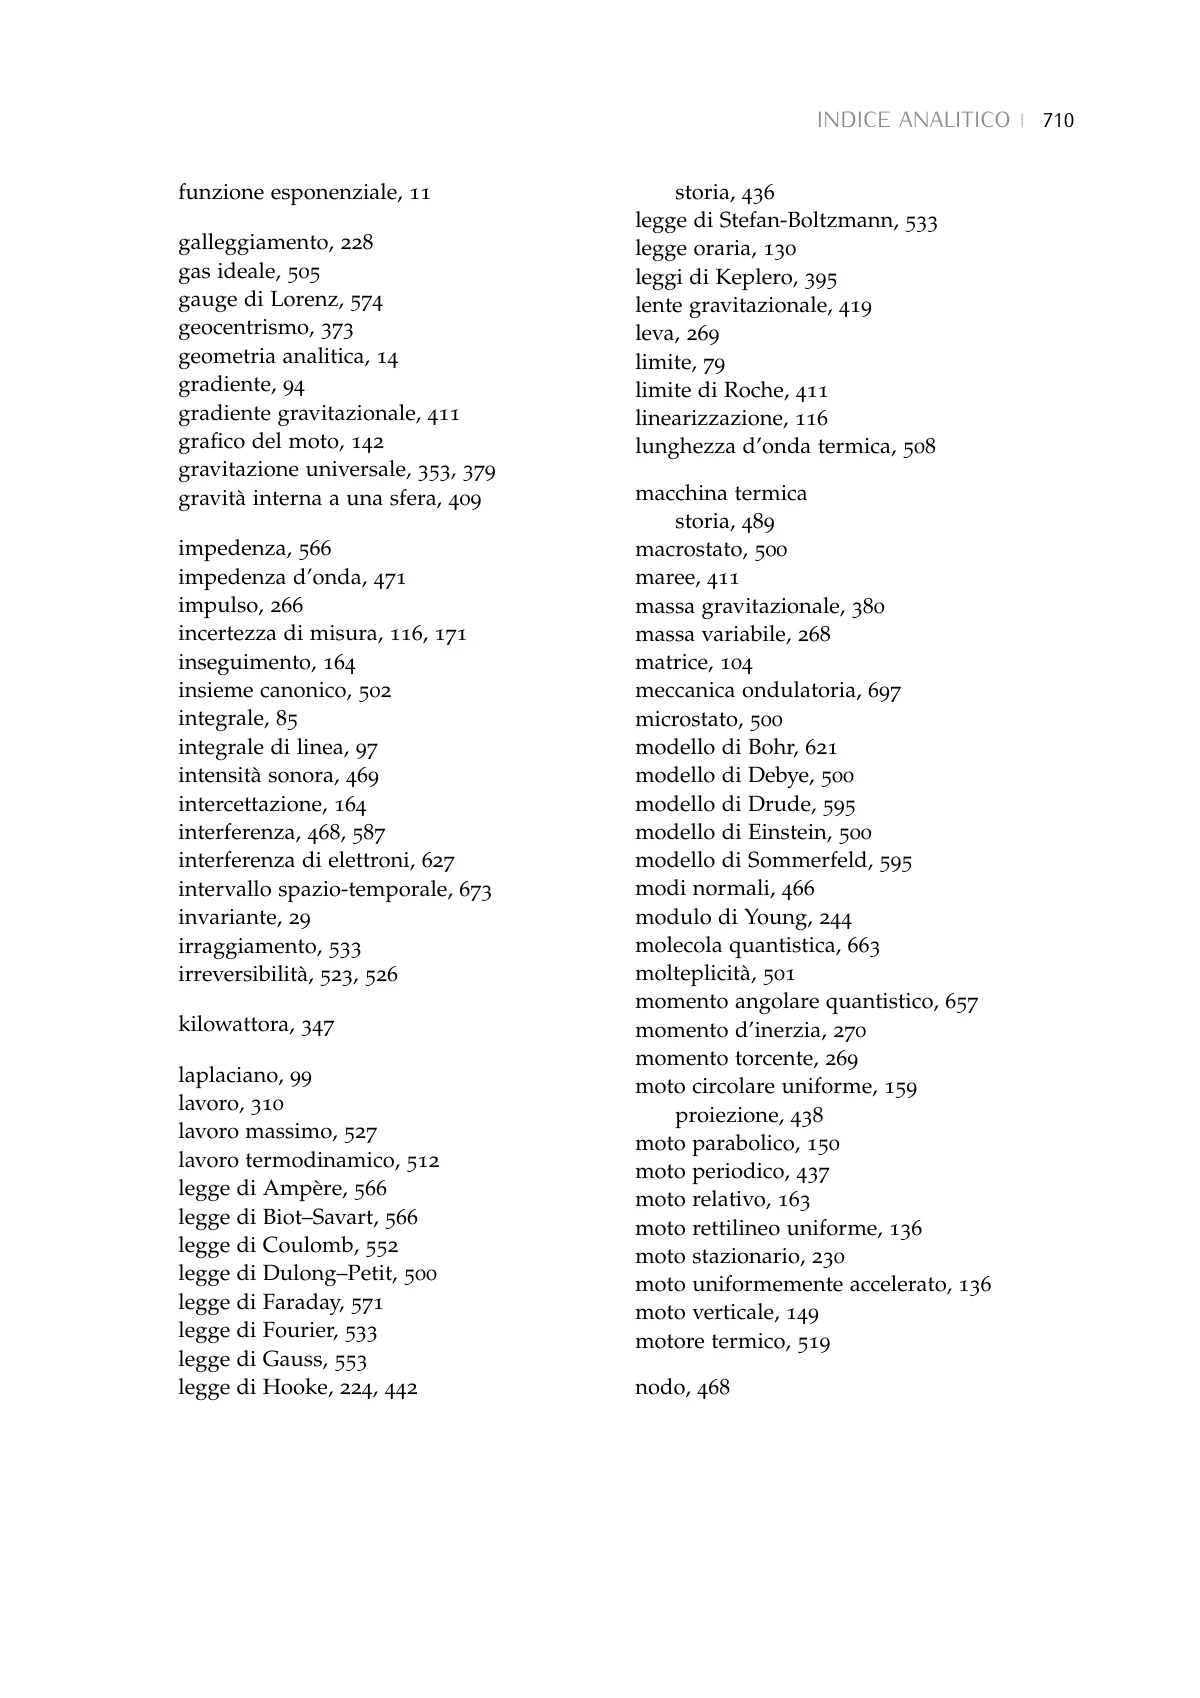 INDICE ANALITICO | 710
funzione esponenziale, 11
galleggiamento, 228
gas ideale, 505
gauge di Lorenz, 574
geocentrismo, 373
geometria analitica, 14
gradiente, 94
gradiente gravitazionale, 411
grafico del moto, 142
gravitazione universale, 353, 379
gravità interna a una sfera, 409
impedenza, 566
impedenza d’onda, 471
impulso, 266
incertezza di misura, 116, 171
inseguimento, 164
insieme canonico, 502
integrale, 85
integrale di linea, 97
intensità sonora, 469
intercettazione, 164
interferenza, 468, 587
interferenza di elettroni, 627
intervallo spazio-temporale, 673
invariante, 29
irraggiamento, 533
irreversibilità, 523, 526
kilowattora, 347
laplaciano, 99
lavoro, 310
lavoro massimo, 527
lavoro termodinamico, 512
legge di Ampère, 566
legge di Biot–Savart, 566
legge di Coulomb, 552
legge di Dulong–Petit, 500
legge di Faraday, 571
legge di Fourier, 533
legge di Gauss, 553
legge di Hooke, 224, 442
storia, 436
legge di Stefan-Boltzmann, 533
legge oraria, 130
leggi di Keplero, 395
lente gravitazionale, 419
leva, 269
limite, 79
limite di Roche, 411
linearizzazione, 116
lunghezza d’onda termica, 508
macchina termica
storia, 489
macrostato, 500
maree, 411
massa gravitazionale, 380
massa variabile, 268
matrice, 104
meccanica ondulatoria, 697
microstato, 500
modello di Bohr, 621
modello di Debye, 500
modello di Drude, 595
modello di Einstein, 500
modello di Sommerfeld, 595
modi normali, 466
modulo di Young, 244
molecola quantistica, 663
molteplicità, 501
momento angolare quantistico, 657
momento d’inerzia, 270
momento torcente, 269
moto circolare uniforme, 159
proiezione, 438
moto parabolico, 150
moto periodico, 437
moto relativo, 163
moto rettilineo uniforme, 136
moto stazionario, 230
moto uniformemente accelerato, 136
moto verticale, 149
motore termico, 519
nodo, 468